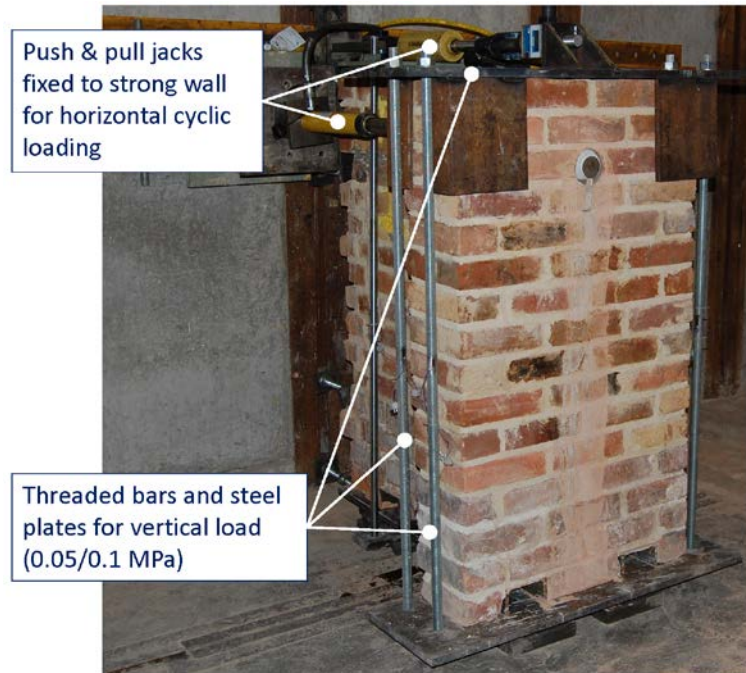 Push & pull jacks
fixed to strong wall
for horizontal cyclic
loading
Threaded bars and steel
plates for vertical load
(0.05/0.1 MPa)